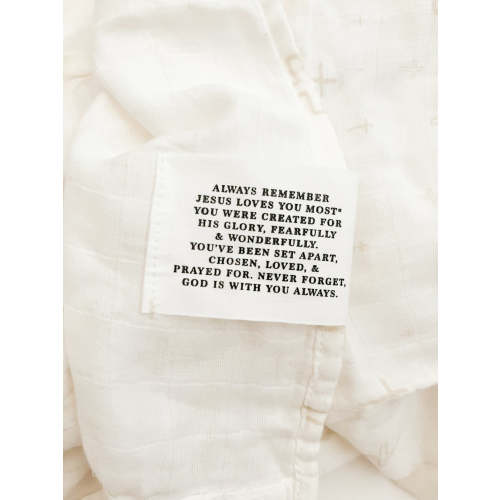 ALWAYS REMEMBER
JESUS LOVES YOU MOST*
YOU WERE CREATED FOR
HIS GLORY, FEARFULLY
& WONDERFULLY.
YOU'VE BEEN SET APART,
CHOSEN, LOVED, &
PRAYED FOR. NEVER FORGET,
GOD IS WITH YOU ALWAYS.